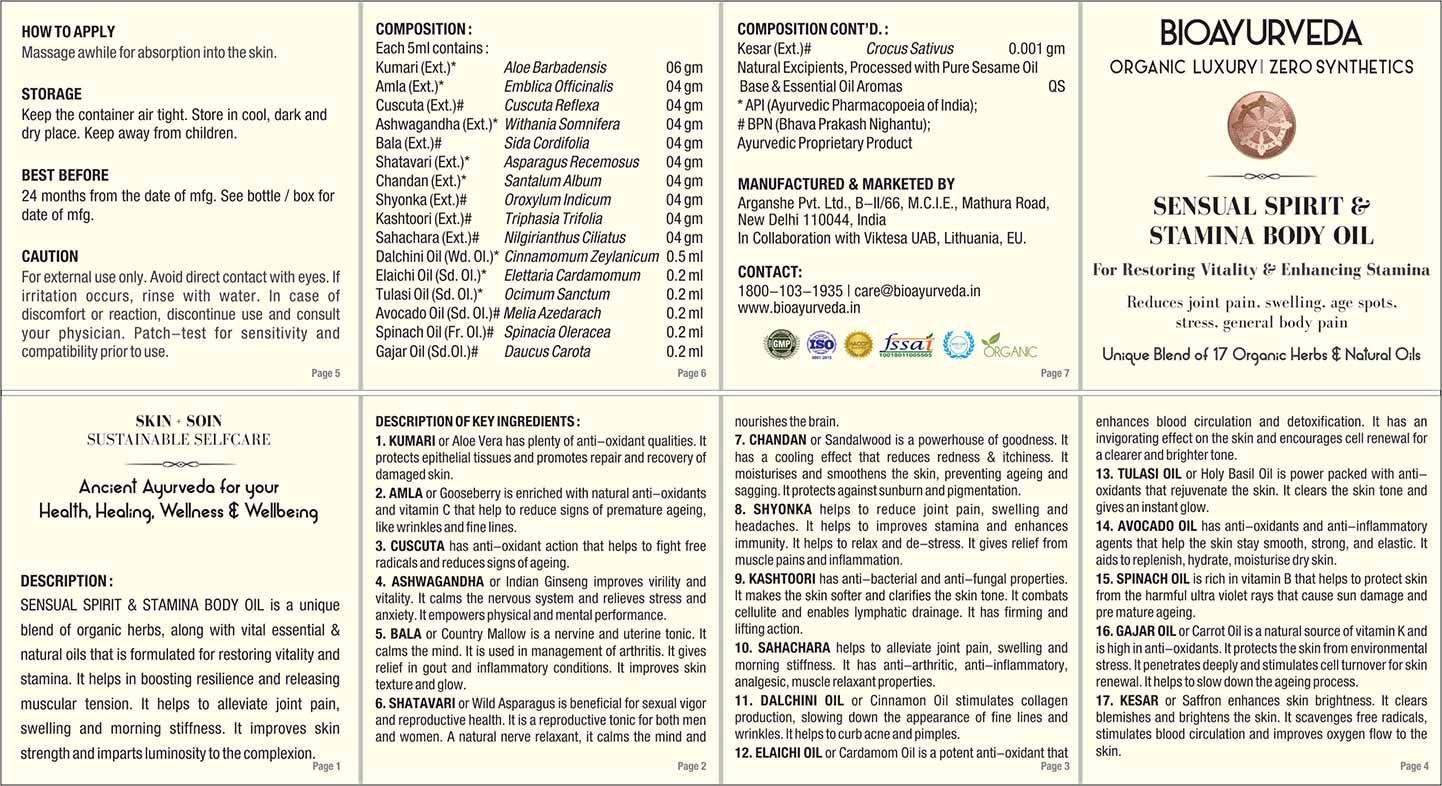 HOW TO APPLY
Massage awhile for absorption into the skin.
STORAGE
Keep the container air tight. Store in cool, dark and
dry place. Keep away from children.
BEST BEFORE
24 months from the date of mfg. See bottle / box for
date of mfg.
CAUTION
For external use only. Avoid direct contact with eyes. If
irritation occurs, rinse with water. In case of
discomfort or reaction, discontinue use and consult
your physician. Patch–test for sensitivity and
compatibility prior to use.
Page 5
COMPOSITION :
Each 5ml contains :
Kumari (Ext.)* Aloe Barbadensis 06 gm
Amla (Ext.)* Emblica Officinalis 04 gm
Cuscuta (Ext.)# Cuscuta Reflexa 04 gm
Ashwagandha (Ext.)* Withania Somnifera 04 gm
Bala (Ext.)# Sida Cordifolia 04 gm
Shatavari (Ext.)* Asparagus Recemosus 04 gm
Chandan (Ext.)* Santalum Album 04 gm
Shyonka (Ext.)# Oroxylum Indicum 04 gm
Kashtoori (Ext.)# Triphasia Trifolia 04 gm
Sahachara (Ext.)# Nilgirianthus Ciliatus 04 gm
Dalchini Oil (Wd. Ol.)* Cinnamomum Zeylanicum 0.5 ml
Elaichi Oil (Sd. Ol.)* Elettaria Cardamomum 0.2 ml
Tulasi Oil (Sd. Ol.)* Ocimum Sanctum 0.2 ml
Avocado Oil (Sd. Ol.)# Melia Azedarach 0.2 ml
Spinach Oil (Fr. Ol.)# Spinacia Oleracea 0.2 ml
Gajar Oil (Sd.Ol.)# Daucus Carota 0.2 ml
Page 6
COMPOSITION CONT'D. :
Kesar (Ext.)# Crocus Sativus 0.001 gm
Natural Excipients, Processed with Pure Sesame Oil
Base & Essential Oil Aromas QS
* API (Ayurvedic Pharmacopoeia of India);
# BPN (Bhava Prakash Nighantu);
Ayurvedic Proprietary Product
MANUFACTURED & MARKETED BY
Arganshe Pvt. Ltd., B–II/66, M.C.I.E., Mathura Road,
New Delhi 110044, India
In Collaboration with Viktesa UAB, Lithuania, EU.
CONTACT:
1800–103–1935 | care@bioayurveda.in
www.bioayurveda.in
GMP ISO 9001:2015 HACCP fssai 10018011005565 ORGANIC
Page 7
BIOAYURVEDA
ORGANIC LUXURY| ZERO SYNTHETICS
SENSUAL SPIRIT &
STAMINA BODY OIL
For Restoring Vitality & Enhancing Stamina
Reduces joint pain, swelling, age spots,
stress, general body pain
Unique Blend of 17 Organic Herbs & Natural Oils
SKIN + SOIN
SUSTAINABLE SELFCARE
Ancient Ayurveda for your
Health, Healing, Wellness & Wellbeing
DESCRIPTION :
SENSUAL SPIRIT & STAMINA BODY OIL is a unique
blend of organic herbs, along with vital essential &
natural oils that is formulated for restoring vitality and
stamina. It helps in boosting resilience and releasing
muscular tension. It helps to alleviate joint pain,
swelling and morning stiffness. It improves skin
strength and imparts luminosity to the complexion.
Page 1
DESCRIPTION OF KEY INGREDIENTS :
1. KUMARI or Aloe Vera has plenty of anti–oxidant qualities. It
protects epithelial tissues and promotes repair and recovery of
damaged skin.
2. AMLA or Gooseberry is enriched with natural anti–oxidants
and vitamin C that help to reduce signs of premature ageing,
like wrinkles and fine lines.
3. CUSCUTA has anti–oxidant action that helps to fight free
radicals and reduces signs of ageing.
4. ASHWAGANDHA or Indian Ginseng improves virility and
vitality. It calms the nervous system and relieves stress and
anxiety. It empowers physical and mental performance.
5. BALA or Country Mallow is a nervine and uterine tonic. It
calms the mind. It is used in management of arthritis. It gives
relief in gout and inflammatory conditions. It improves skin
texture and glow.
6. SHATAVARI or Wild Asparagus is beneficial for sexual vigor
and reproductive health. It is a reproductive tonic for both men
and women. A natural nerve relaxant, it calms the mind and
Page 2
nourishes the brain.
7. CHANDAN or Sandalwood is a powerhouse of goodness. It
has a cooling effect that reduces redness & itchiness. It
moisturises and smoothens the skin, preventing ageing and
sagging. It protects against sunburn and pigmentation.
8. SHYONKA helps to reduce joint pain, swelling and
headaches. It helps to improves stamina and enhances
immunity. It helps to relax and de–stress. It gives relief from
muscle pains and inflammation.
9. KASHTOORI has anti–bacterial and anti–fungal properties.
It makes the skin softer and clarifies the skin tone. It combats
cellulite and enables lymphatic drainage. It has firming and
lifting action.
10. SAHACHARA helps to alleviate joint pain, swelling and
morning stiffness. It has anti–arthritic, anti–inflammatory,
analgesic, muscle relaxant properties.
11. DALCHINI OIL or Cinnamon Oil stimulates collagen
production, slowing down the appearance of fine lines and
wrinkles. It helps to curb acne and pimples.
12. ELAICHI OIL or Cardamom Oil is a potent anti–oxidant that
Page 3
enhances blood circulation and detoxification. It has an
invigorating effect on the skin and encourages cell renewal for
a clearer and brighter tone.
13. TULASI OIL or Holy Basil Oil is power packed with anti–
oxidants that rejuvenate the skin. It clears the skin tone and
gives an instant glow.
14. AVOCADO OIL has anti–oxidants and anti–inflammatory
agents that help the skin stay smooth, strong, and elastic. It
aids to replenish, hydrate, moisturise dry skin.
15. SPINACH OIL is rich in vitamin B that helps to protect skin
from the harmful ultra violet rays that cause sun damage and
pre mature ageing.
16. GAJAR OIL or Carrot Oil is a natural source of vitamin K and
is high in anti–oxidants. It protects the skin from environmental
stress. It penetrates deeply and stimulates cell turnover for skin
renewal. It helps to slow down the ageing process.
17. KESAR or Saffron enhances skin brightness. It clears
blemishes and brightens the skin. It scavenges free radicals,
stimulates blood circulation and improves oxygen flow to the
skin.
Page 4